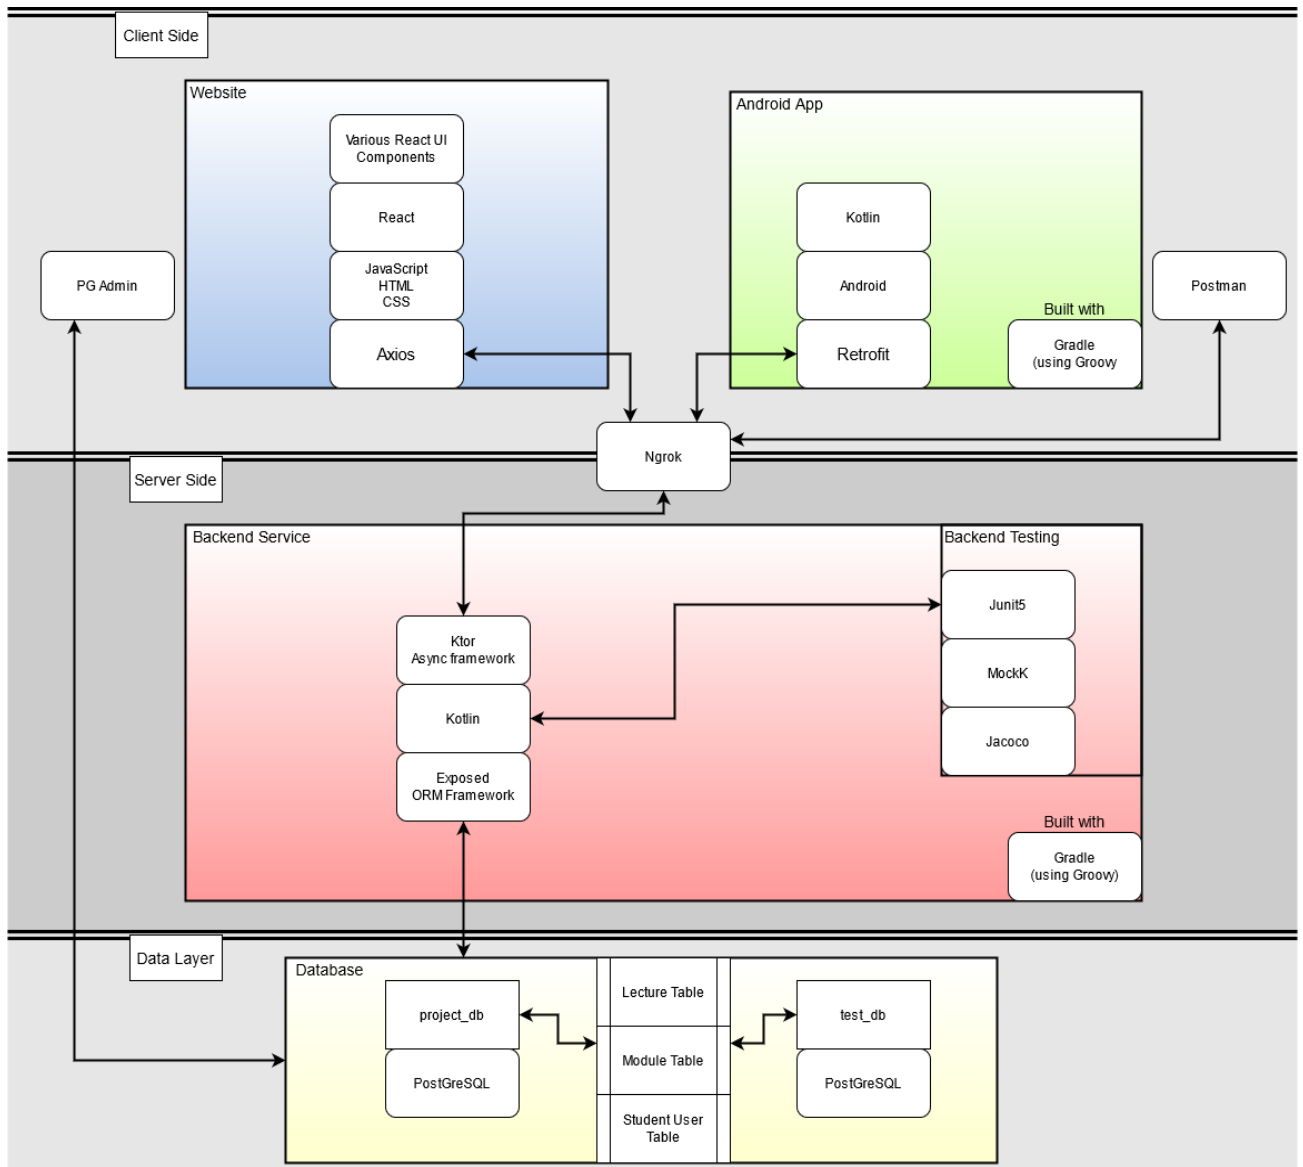 Client Side
Website
Various React UI
Components
React
JavaScript
HTML
CSS
Axios
Android App
Kotlin
Android
Retrofit
Built with
Gradle
(using Groovy
PG Admin
Postman
Ngrok
Server Side
Backend Service
Ktor
Async framework
Kotlin
Exposed
ORM Framework
Backend Testing
Junit5
MockK
Jacoco
Built with
Gradle
(using Groovy)
Data Layer
Database
project_db
PostGreSQL
Lecture Table
Module Table
Student User
Table
test_db
PostGreSQL